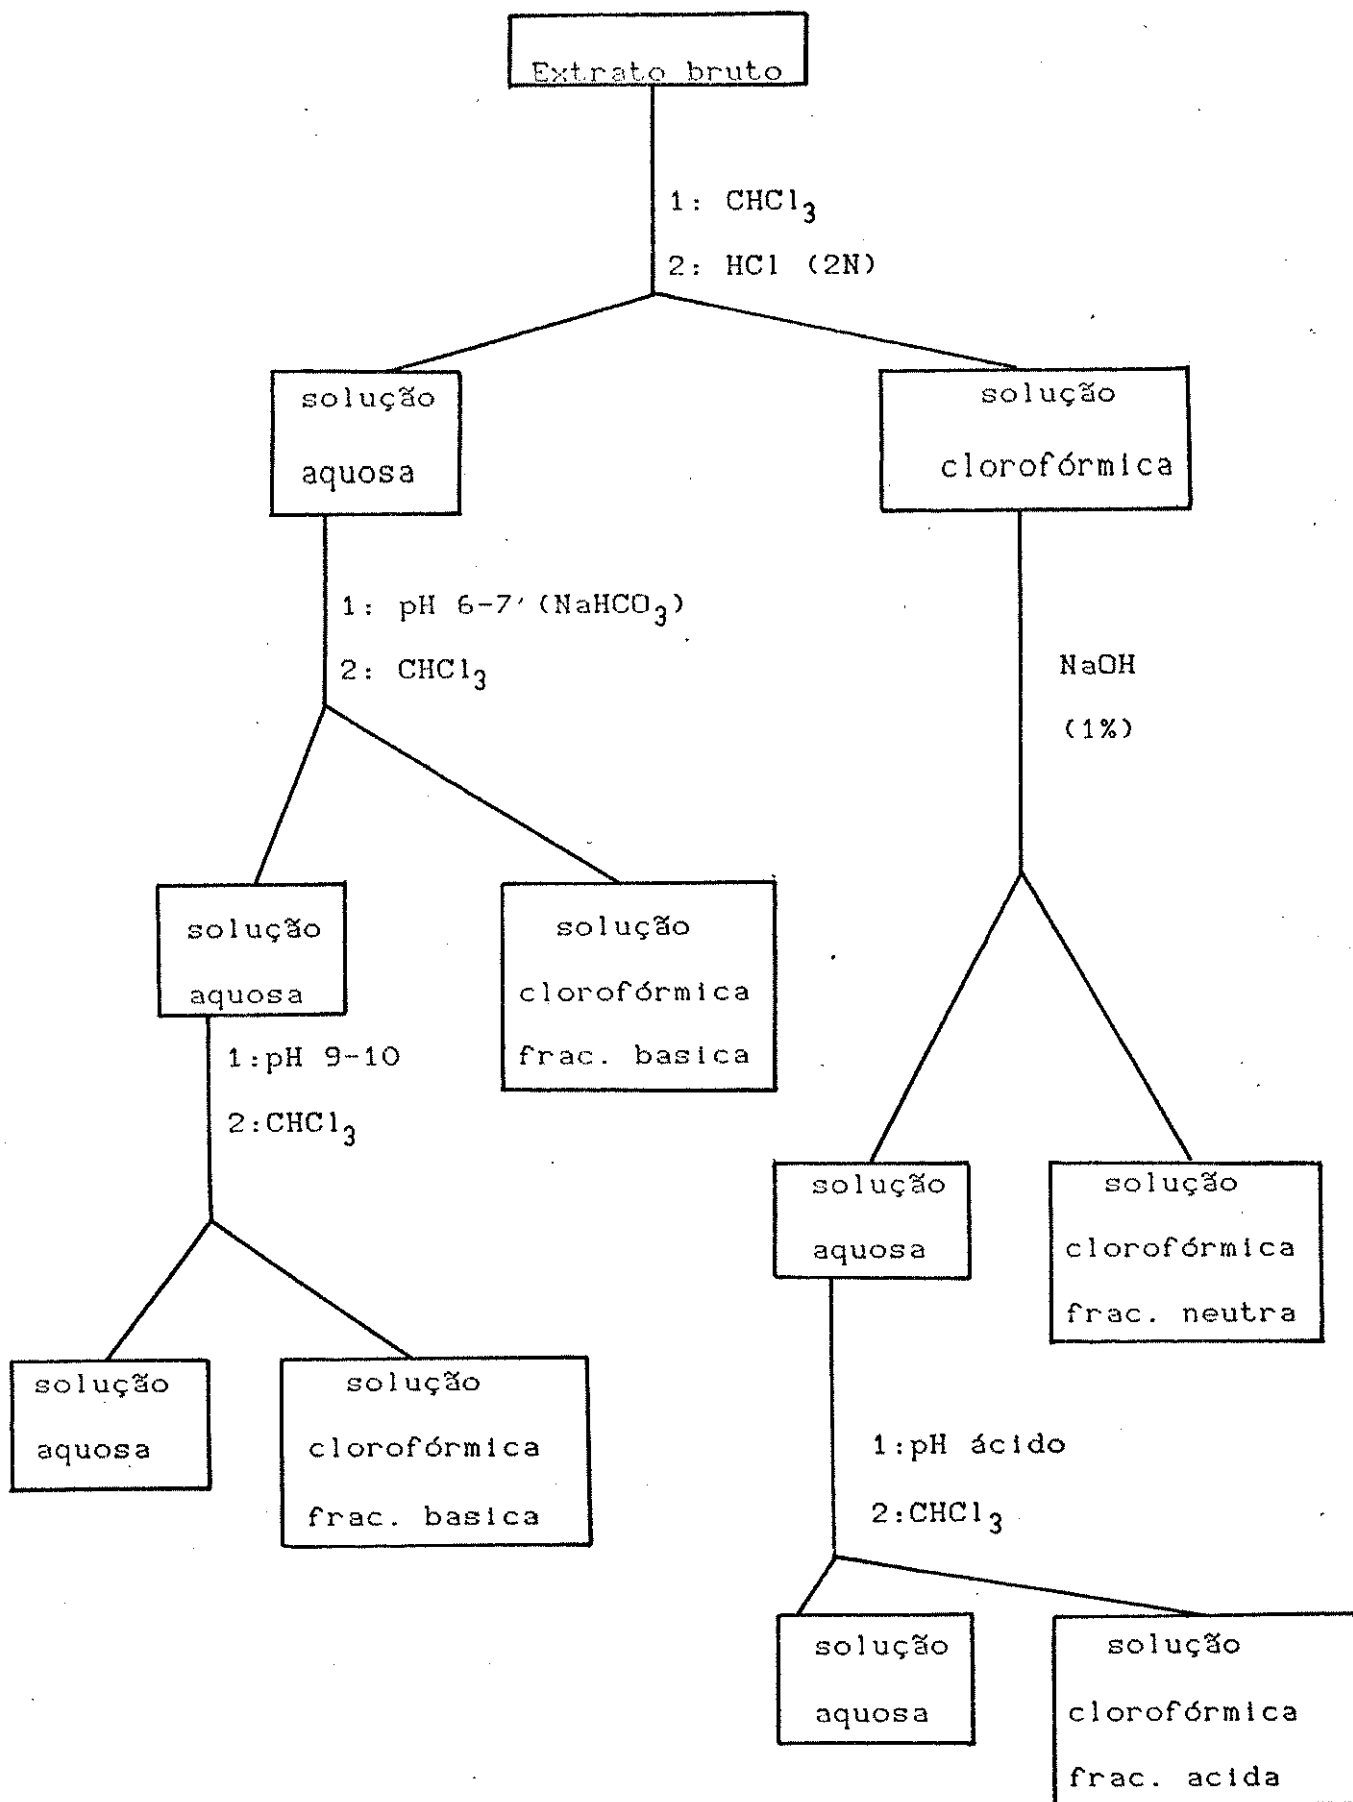 Extrato bruto
1: CHCl3
2: HCl (2N)
solução
aquosa
solução
clorofórmica
1: pH 6-7 (NaHCO3)
2: CHCl3
NaOH
(1%)
solução
aquosa
solução
clorofórmica
frac. basica
1:pH 9-10
2:CHCl3
solução
aquosa
solução
clorofórmica
frac. neutra
solução
aquosa
solução
clorofórmica
frac. basica
1:pH ácido
2:CHCl3
solução
aquosa
solução
clorofórmica
frac. acida